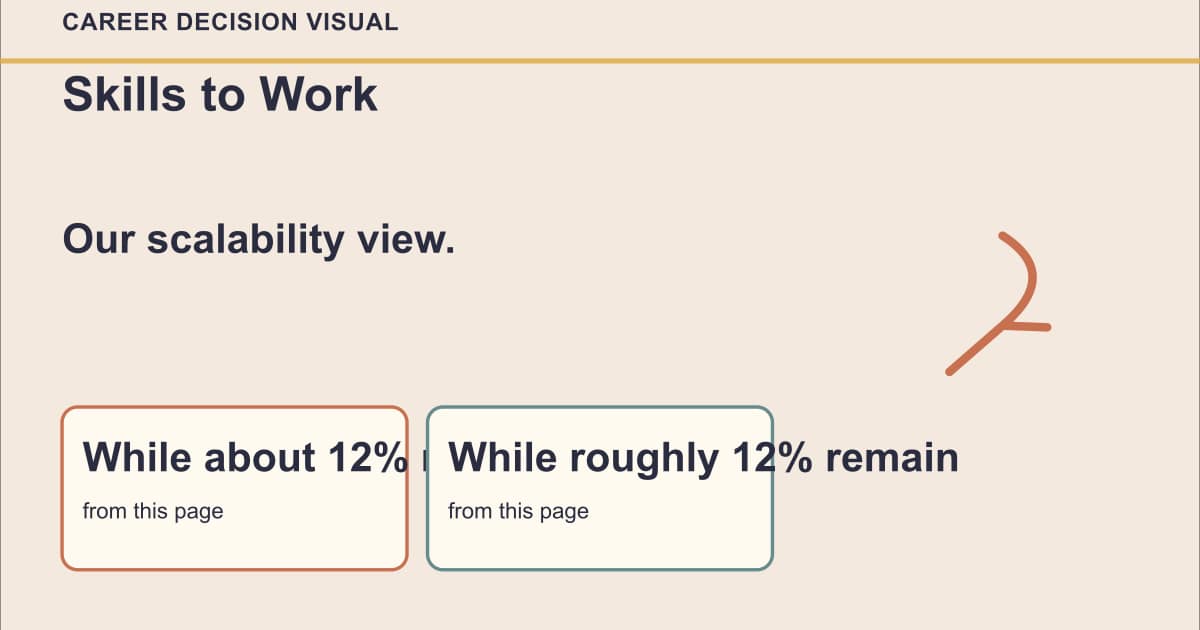 CAREER DECISION VISUAL
Skills to Work
Our scalability view.
While about 12%
from this page
While roughly 12% remain
from this page